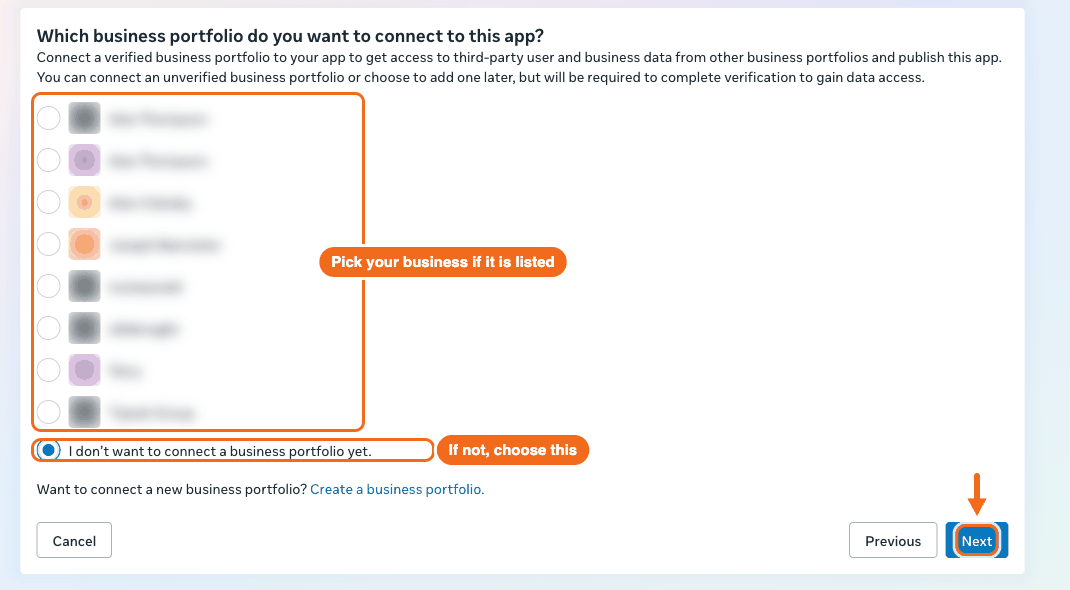 Which business portfolio do you want to connect to this app?
Connect a verified business portfolio to your app to get access to third-party user and business data from other business portfolios and publish this app.
You can connect an unverified business portfolio or choose to add one later, but will be required to complete verification to gain data access.
Pick your business if it is listed
I don't want to connect a business portfolio yet.
If not, choose this
Want to connect a new business portfolio? Create a business portfolio.
Cancel
Previous
Next